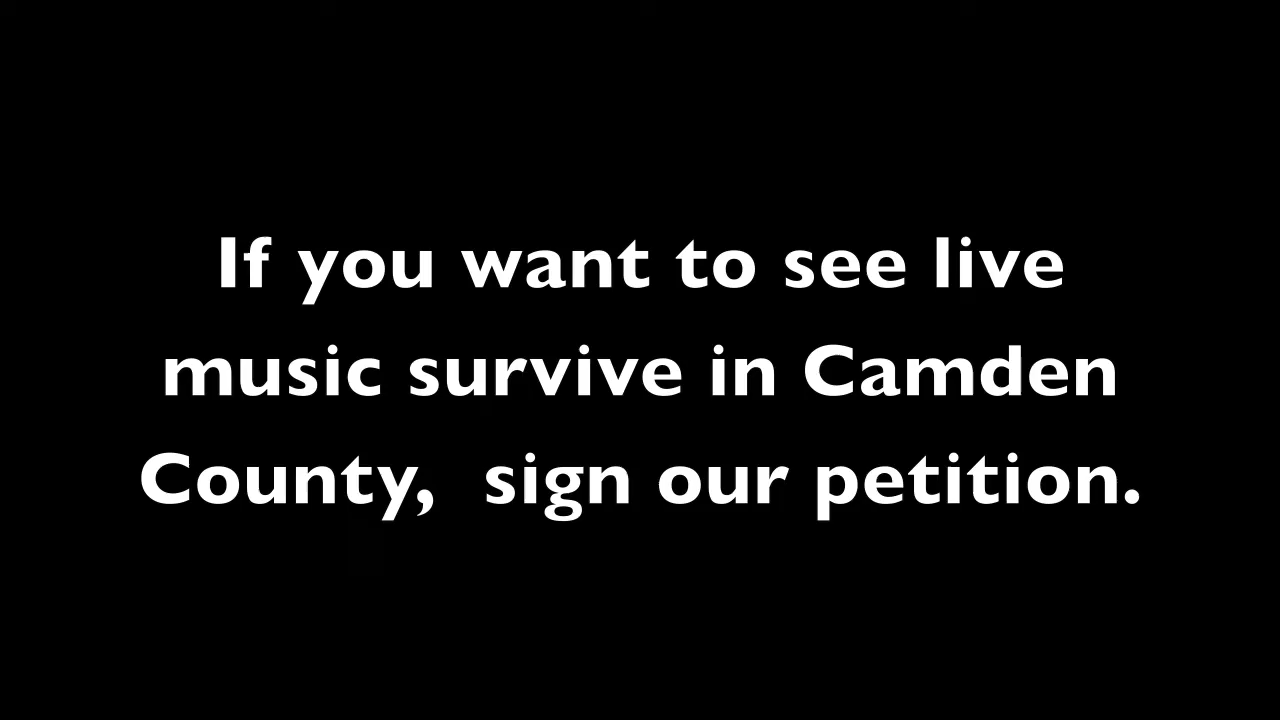 If you want to see live
music survive in Camden
County,  sign our petition.